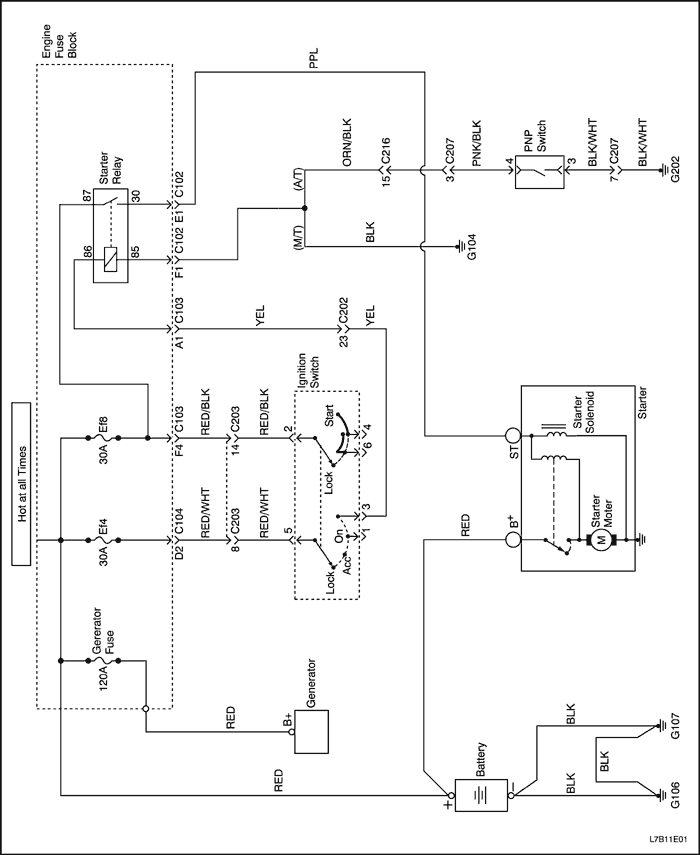 Engine
Fuse
Block
PPL
Starter
Relay
87
30
86
85
E1
C102
F1
C102
A1
C103
YEL
23
C202
YEL
ORN/BLK
15
C216
3
C207
PNK/BLK
4
PNP
Switch
3
BLK/WHT
7
C207
BLK/WHT
G202
(A/T)
(M/T)
BLK
G104
Hot at all Times
Ef8
30A
F4
C103
RED/BLK
14
C203
RED/BLK
2
Ignition
Switch
Start
Lock
4
6
Ef4
30A
D2
C104
RED/WHT
8
C203
RED/WHT
5
Lock
Acc
On
3
1
ST
Starter
Solenoid
Starter
RED
B+
M
Starter
Moter
Gererator
Fuse
120A
RED
B+
Generator
RED
+
Battery
–
BLK
BLK
BLK
G107
G106
L7B11E01